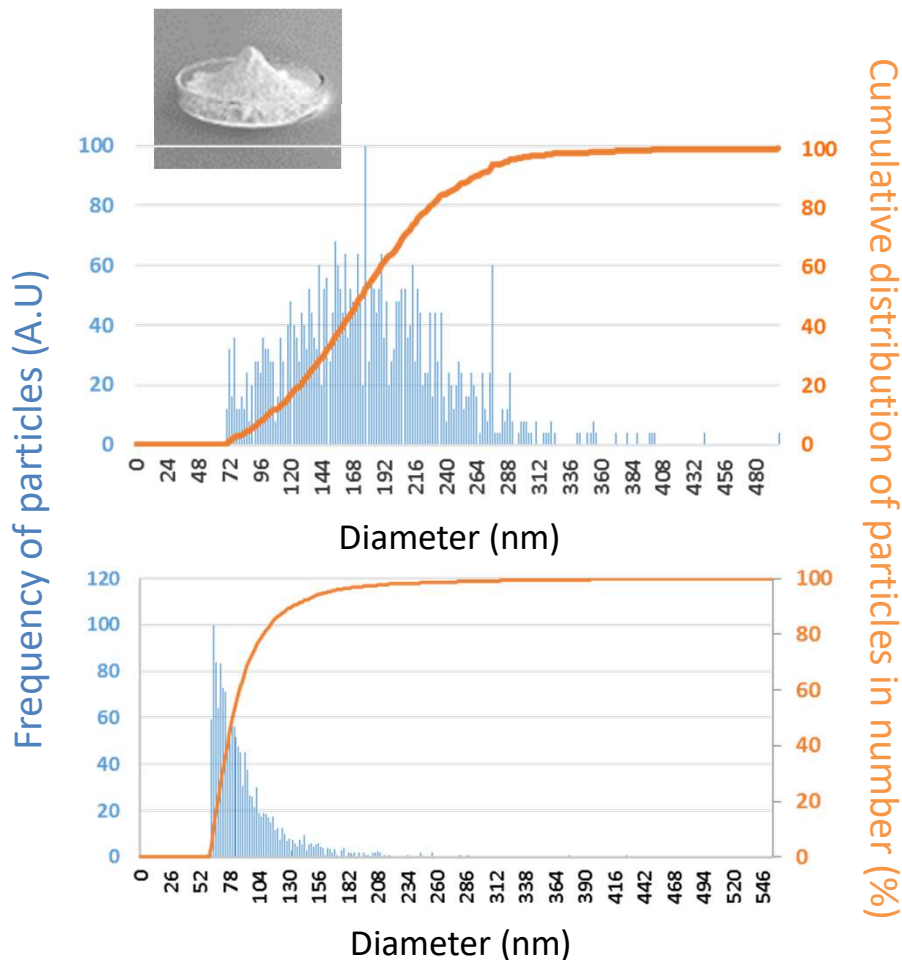 Frequency of particles (A.U)
Cumulative distribution of particles in number (%)
100 100
80 80
60 60
40 40
20 20
0 0
0 24 48 72 96 120 144 168 192 216 240 264 288 312 336 360 384 408 432 456 480
Diameter (nm)
120 100
100 80
80 60
60
40 40
20 20
0 0
0 26 52 78 104 130 156 182 208 234 260 286 312 338 364 390 416 442 468 494 520 546
Diameter (nm)